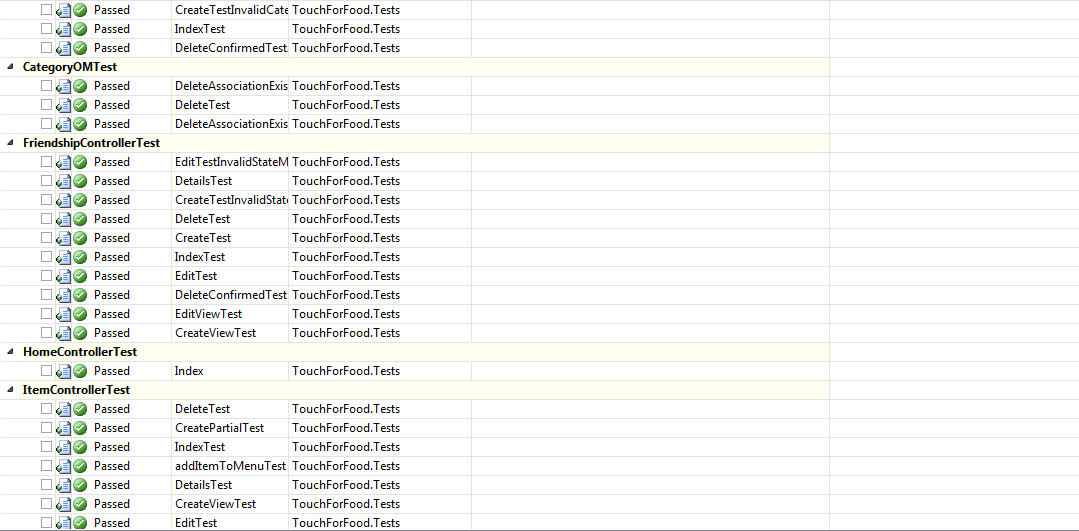 Passed CreateTestInvalidCate TouchForFood.Tests
Passed IndexTest TouchForFood.Tests
Passed DeleteConfirmedTest TouchForFood.Tests
CategoryOMTest
Passed DeleteAssociationExis TouchForFood.Tests
Passed DeleteTest TouchForFood.Tests
Passed DeleteAssociationExis TouchForFood.Tests
FriendshipControllerTest
Passed EditTestInvalidStateM TouchForFood.Tests
Passed DetailsTest TouchForFood.Tests
Passed CreateTestInvalidStat TouchForFood.Tests
Passed DeleteTest TouchForFood.Tests
Passed CreateTest TouchForFood.Tests
Passed IndexTest TouchForFood.Tests
Passed EditTest TouchForFood.Tests
Passed DeleteConfirmedTest TouchForFood.Tests
Passed EditViewTest TouchForFood.Tests
Passed CreateViewTest TouchForFood.Tests
HomeControllerTest
Passed Index TouchForFood.Tests
ItemControllerTest
Passed DeleteTest TouchForFood.Tests
Passed CreatePartialTest TouchForFood.Tests
Passed IndexTest TouchForFood.Tests
Passed addItemToMenuTest TouchForFood.Tests
Passed DetailsTest TouchForFood.Tests
Passed CreateViewTest TouchForFood.Tests
Passed EditTest TouchForFood.Tests